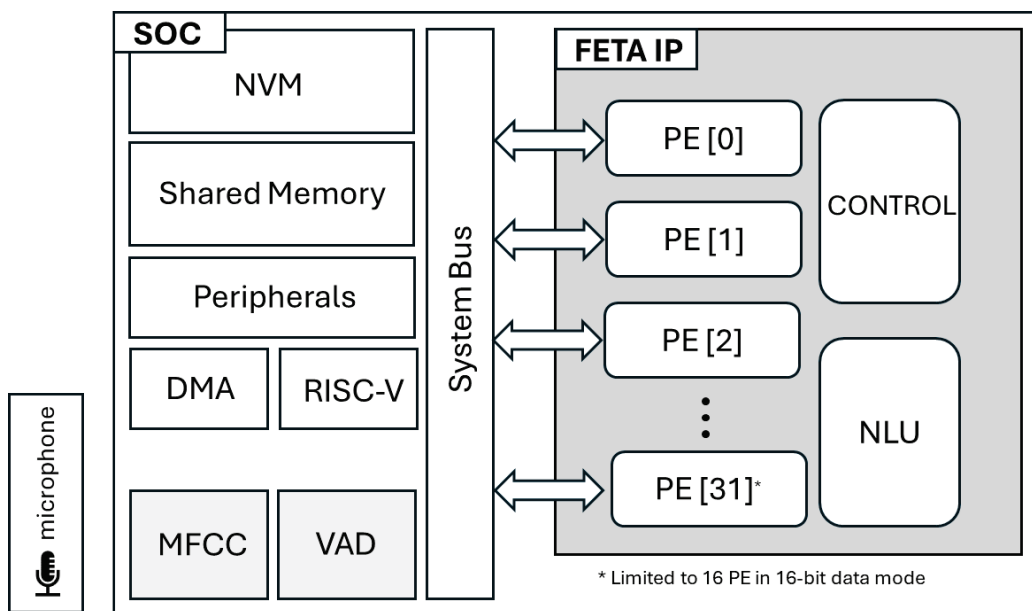 SOC
NVM
Shared Memory
Peripherals
DMA
RISC-V
MFCC
VAD
microphone
System Bus
FETA IP
PE [0]
PE [1]
PE [2]
PE [31]*
CONTROL
NLU
* Limited to 16 PE in 16-bit data mode